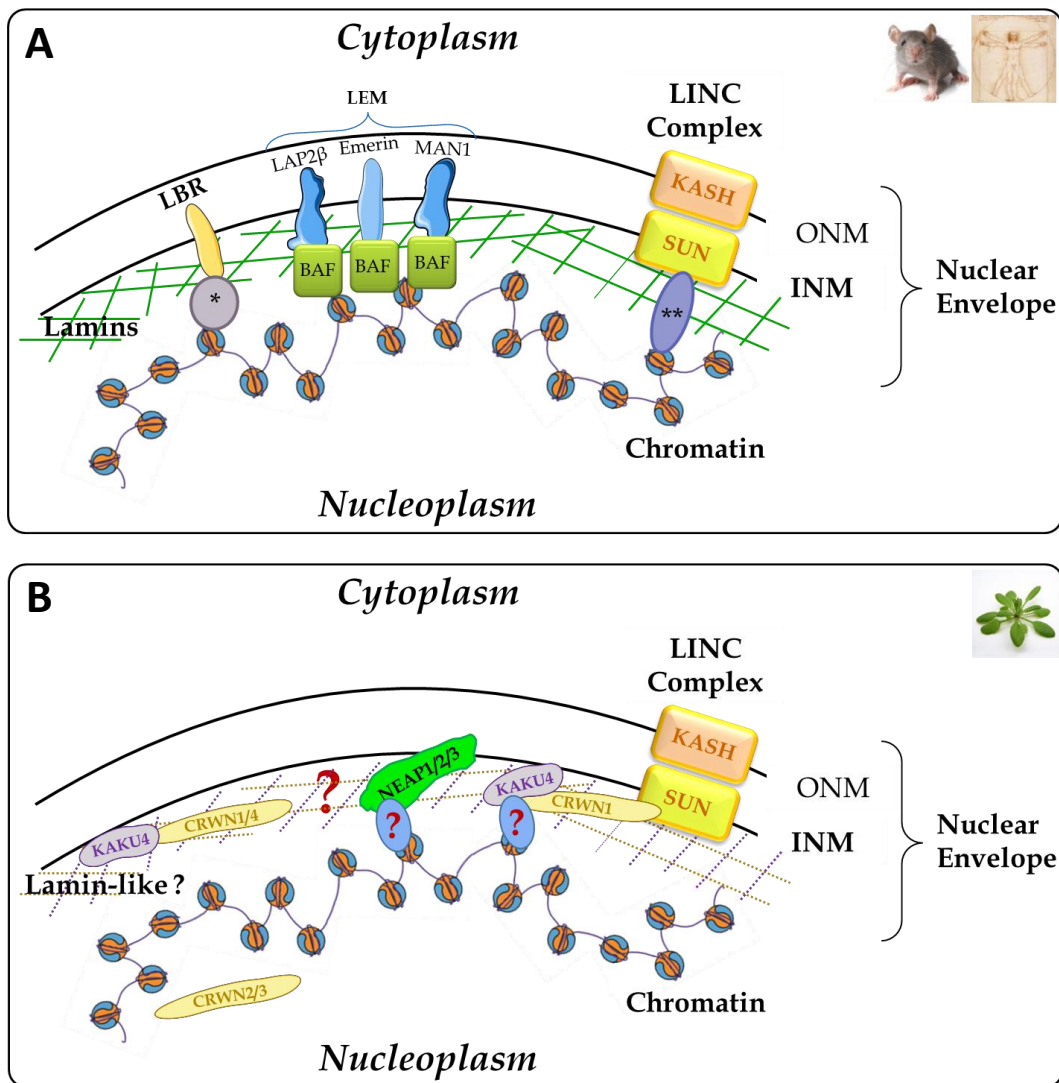 A
Cytoplasm
LEM
LINC
Complex
LAP2β
Emerin
MAN1
LBR
KASH
SUN
ONM
INM
Nuclear
Envelope
BAF
BAF
BAF
*
**
Lamins
Chromatin
Nucleoplasm
B
Cytoplasm
LINC
Complex
KASH
SUN
ONM
INM
Nuclear
Envelope
?
NEAP1/2/3
KAKU4
CRWN1
CRWN1/4
KAKU4
?
?
Lamin-like ?
CRWN2/3
Chromatin
Nucleoplasm